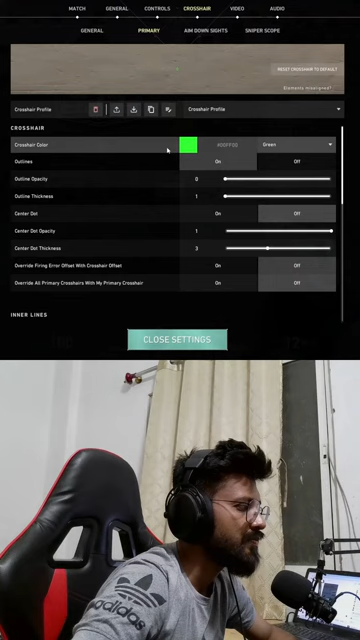 MATCH GENERAL CONTROLS CROSSHAIR VIDEO AUDIO
GENERAL PRIMARY AIM DOWN SIGHTS SNIPER SCOPE
RESET CROSSHAIR TO DEFAULT
Elements misaligned?
Crosshair Profile Crosshair Profile
CROSSHAIR
Crosshair Color #00FF00 Green
Outlines On Off
Outline Opacity 0
Outline Thickness 1
Center Dot On Off
Center Dot Opacity 1
Center Dot Thickness 3
Override Firing Error Offset With Crosshair Offset On Off
Override All Primary Crosshairs With My Primary Crosshair On Off
INNER LINES
CLOSE SETTINGS
adidas